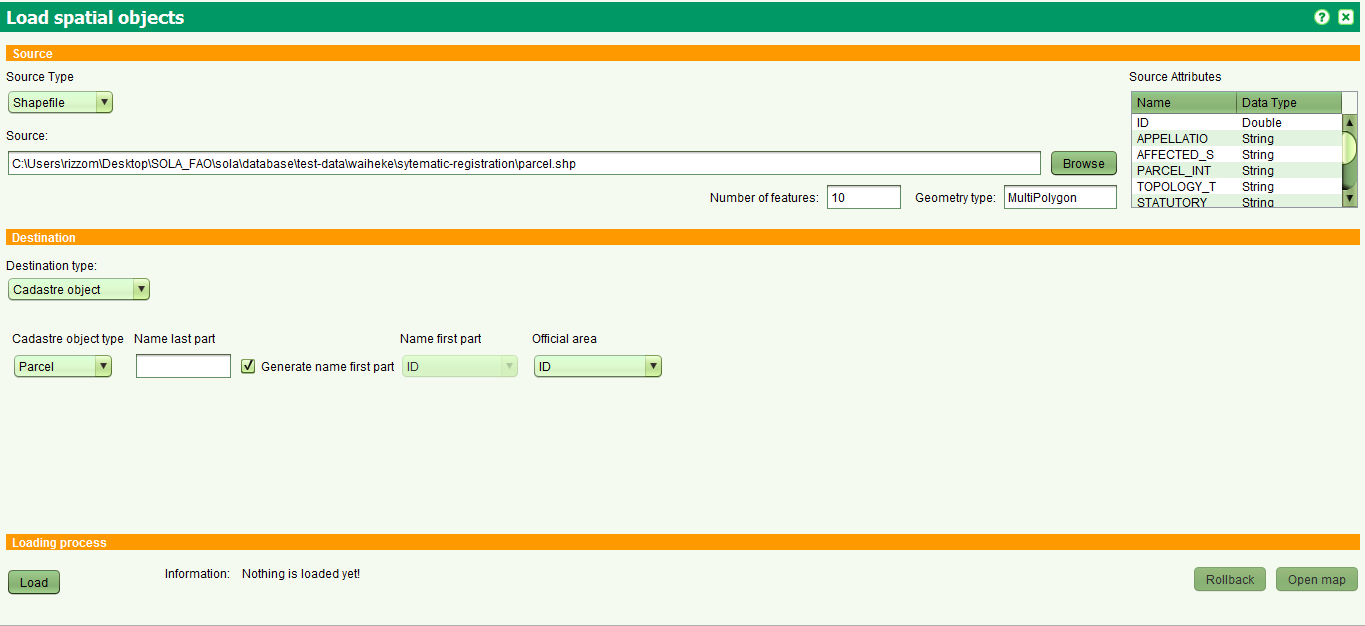 Load spatial objects
Source
Source Type
Source Attributes
Shapefile
Name Data Type
ID Double
APPELLATIO String
AFFECTED_S String
PARCEL_INT String
TOPOLOGY_T String
STATUTORY String
Source:
C:\Users\rizzom\Desktop\SOLA_FAO\sola\database\test-data\waiheke\sytematic-registration\parcel.shp
Browse
Number of features: 10 Geometry type: MultiPolygon
Destination
Destination type:
Cadastre object
Cadastre object type Name last part Name first part Official area
Parcel Generate name first part ID ID
Loading process
Load Information: Nothing is loaded yet! Rollback Open map